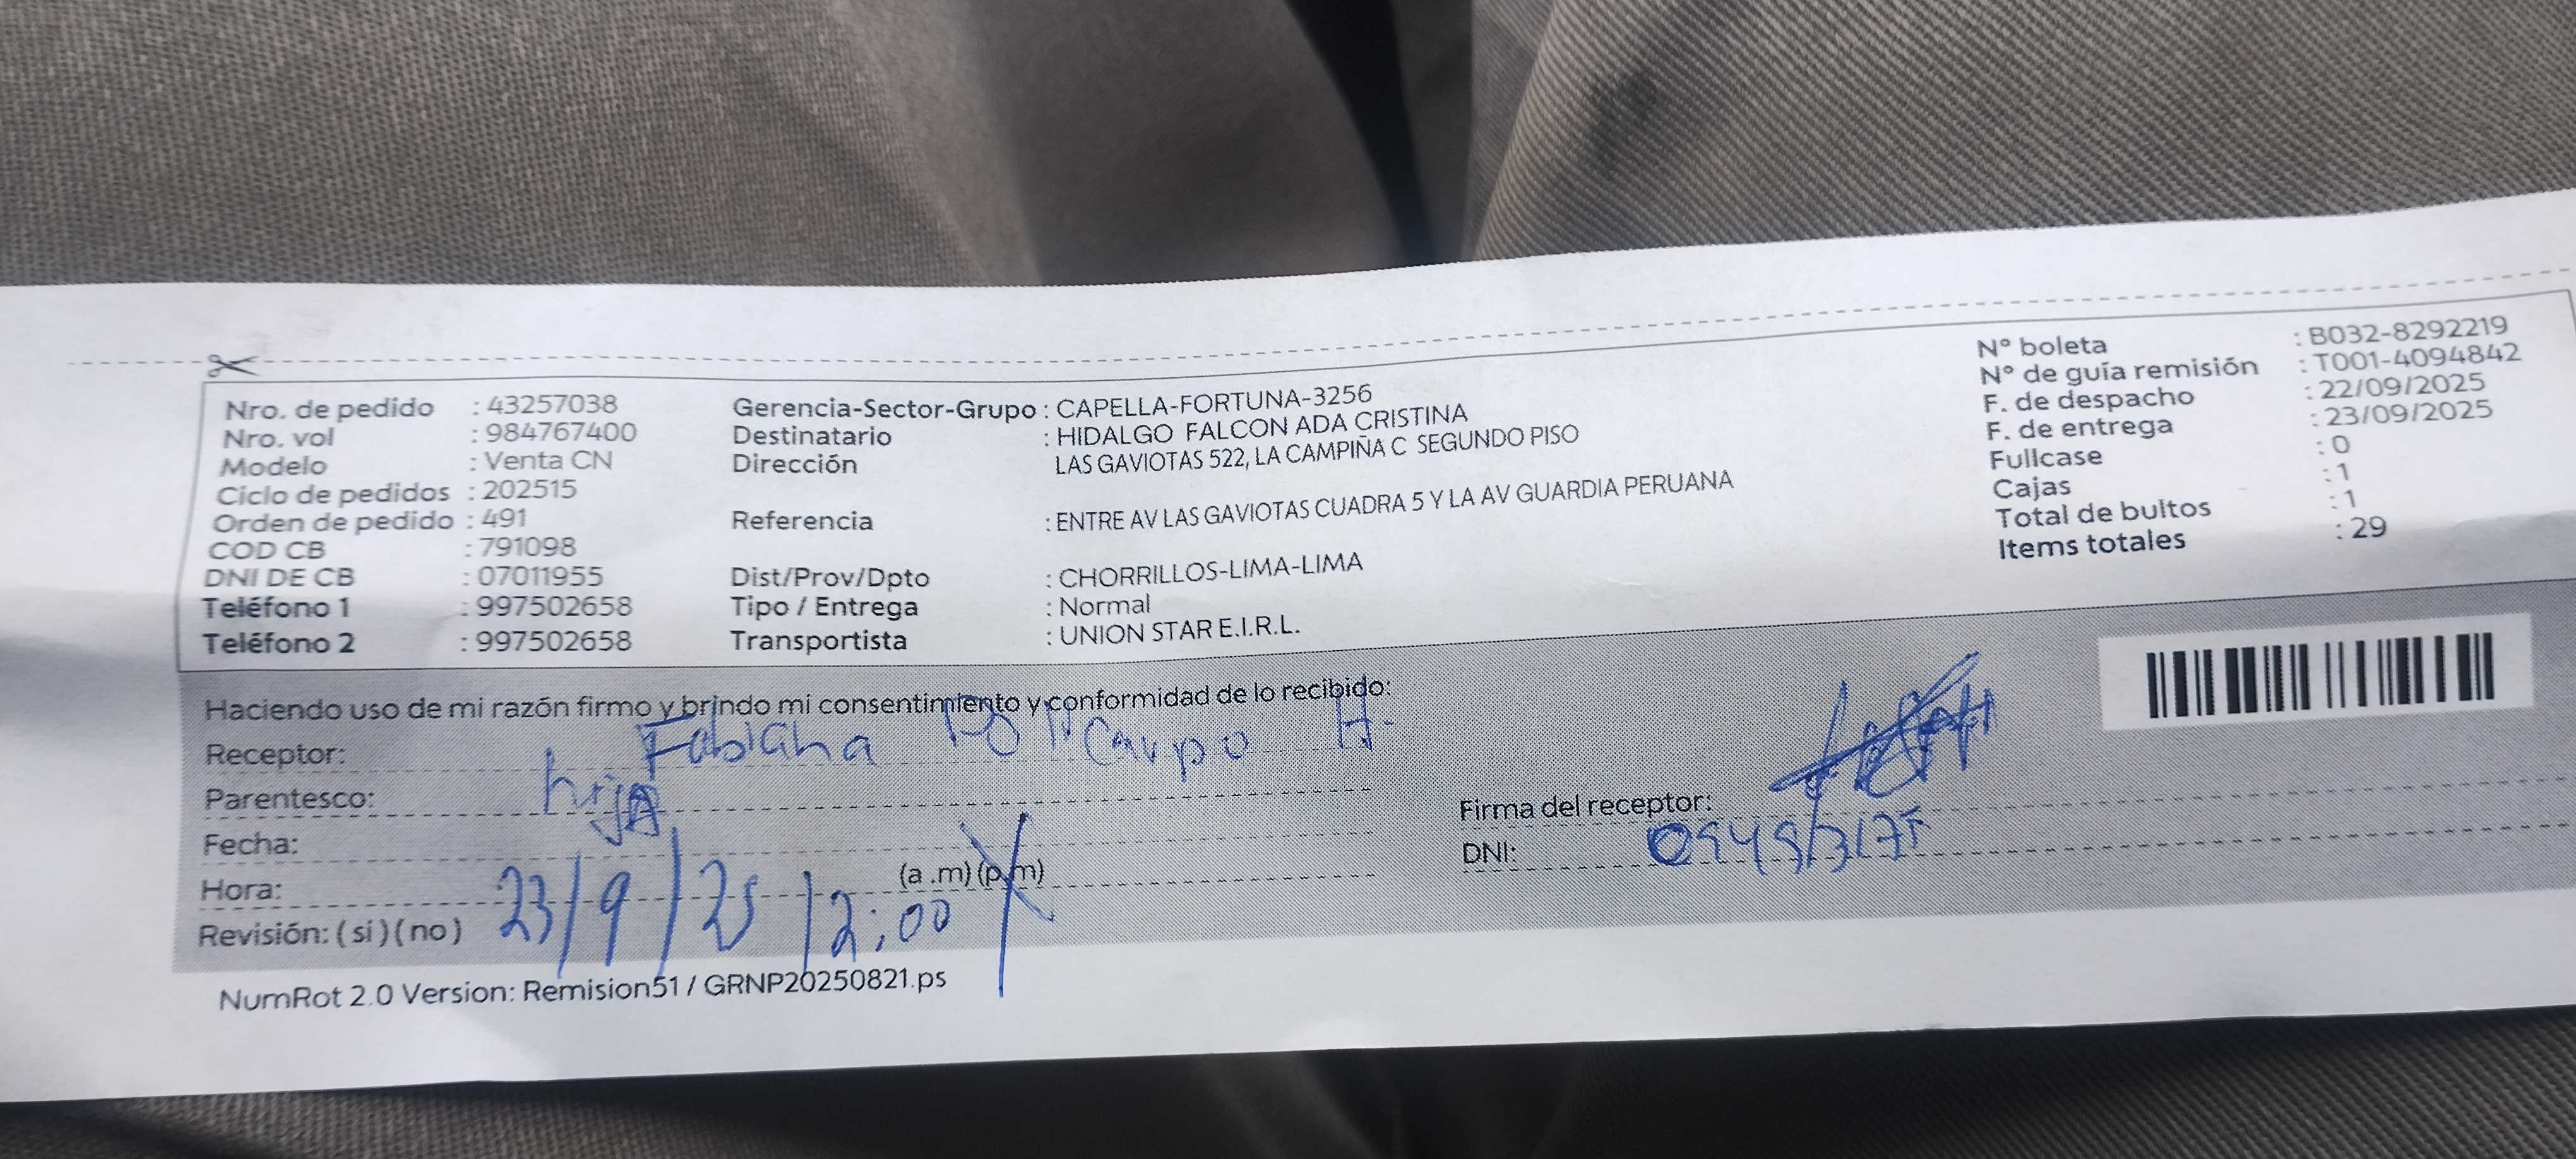 Nro. de pedido : 43257038
Nro. vol : 984767400
Modelo : Venta CN
Ciclo de pedidos : 202515
Orden de pedido : 491
COD CB : 791098
DNI DE CB : 07011955
Teléfono 1 : 997502658
Teléfono 2 : 997502658
Gerencia-Sector-Grupo : CAPELLA-FORTUNA-3256
Destinatario : HIDALGO FALCON ADA CRISTINA
Dirección LAS GAVIOTAS 522, LA CAMPIÑA C SEGUNDO PISO
Referencia : ENTRE AV LAS GAVIOTAS CUADRA 5 Y LA AV GUARDIA PERUANA
Dist/Prov/Dpto : CHORRILLOS-LIMA-LIMA
Tipo / Entrega : Normal
Transportista : UNION STAR E.I.R.L.
N° boleta : B032-8292219
N° de guía remisión : T001-4094842
F. de despacho : 22/09/2025
F. de entrega : 23/09/2025
Fullcase : 0
Cajas : 1
Total de bultos : 1
Items totales : 29
Haciendo uso de mi razón firmo y brindo mi consentimiento y conformidad de lo recibido:
Receptor: Fabiana Policarpo H.
Parentesco: hija
Fecha: 23/9/25
Hora: 12:00 (a.m) (p.m)
Revisión: (si) (no)
Firma del receptor:
DNI:
NumRot 2.0 Version: Remision51 / GRNP20250821.ps